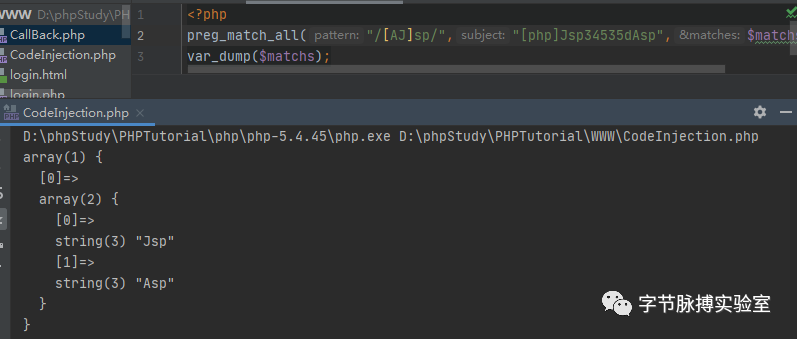 WWW D:\phpStudy\PH
CallBack.php
CodeInjection.php
login.html
login.php
1 <?php
2 preg_match_all( pattern: "/[AJ]sp/", subject: "[php]Jsp34535dAsp", &matches: $matchs
3 var_dump($matchs);
CodeInjection.php ×
D:\phpStudy\PHPTutorial\php\php-5.4.45\php.exe D:\phpStudy\PHPTutorial\WWW\CodeInjection.php
array(1) {
[0]=>
array(2) {
[0]=>
string(3) "Jsp"
[1]=>
string(3) "Asp"
}
}
字节脉搏实验室